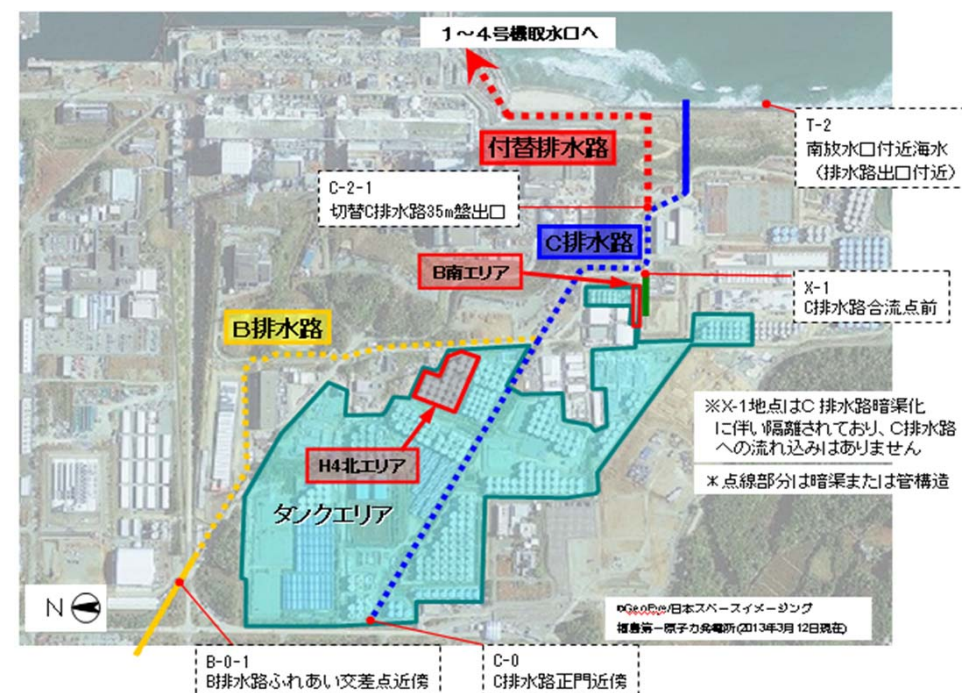 1～4号機取水口へ
付替排水路
T-2
南放水口付近海水
（排水路出口付近）
C-2-1
切替C排水路35m盤出口
C排水路
B南エリア
X-1
C排水路合流点前
B排水路
※X-1地点はC排水路暗渠化
に伴い隔離されており、C排水路
への流れ込みはありません
＊点線部分は暗渠または管構造
H4北エリア
タンクエリア
N
©GeoEye/日本スペースイメージング
福島第一原子力発電所(2013年3月12日現在)
B-0-1
B排水路ふれあい交差点近傍
C-0
C排水路正門近傍